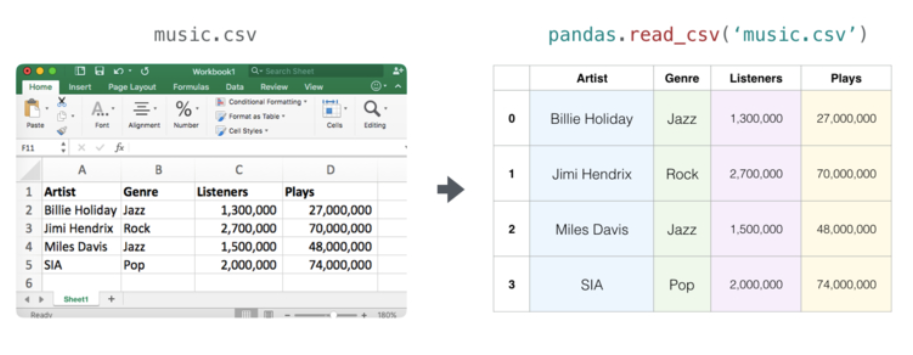 music.csv
pandas.read_csv(‘music.csv’)
Workbook1
Search Sheet
Home Insert Page Layout Formulas Data Review View
Paste Font Alignment Number
Conditional Formatting
Format as Table
Cell Styles
Cells Editing
F11 fx
A B C D
1 Artist Genre Listeners Plays
2 Billie Holiday Jazz 1,300,000 27,000,000
3 Jimi Hendrix Rock 2,700,000 70,000,000
4 Miles Davis Jazz 1,500,000 48,000,000
5 SIA Pop 2,000,000 74,000,000
6
Sheet1 +
Ready 180%
Artist Genre Listeners Plays
0 Billie Holiday Jazz 1,300,000 27,000,000
1 Jimi Hendrix Rock 2,700,000 70,000,000
2 Miles Davis Jazz 1,500,000 48,000,000
3 SIA Pop 2,000,000 74,000,000